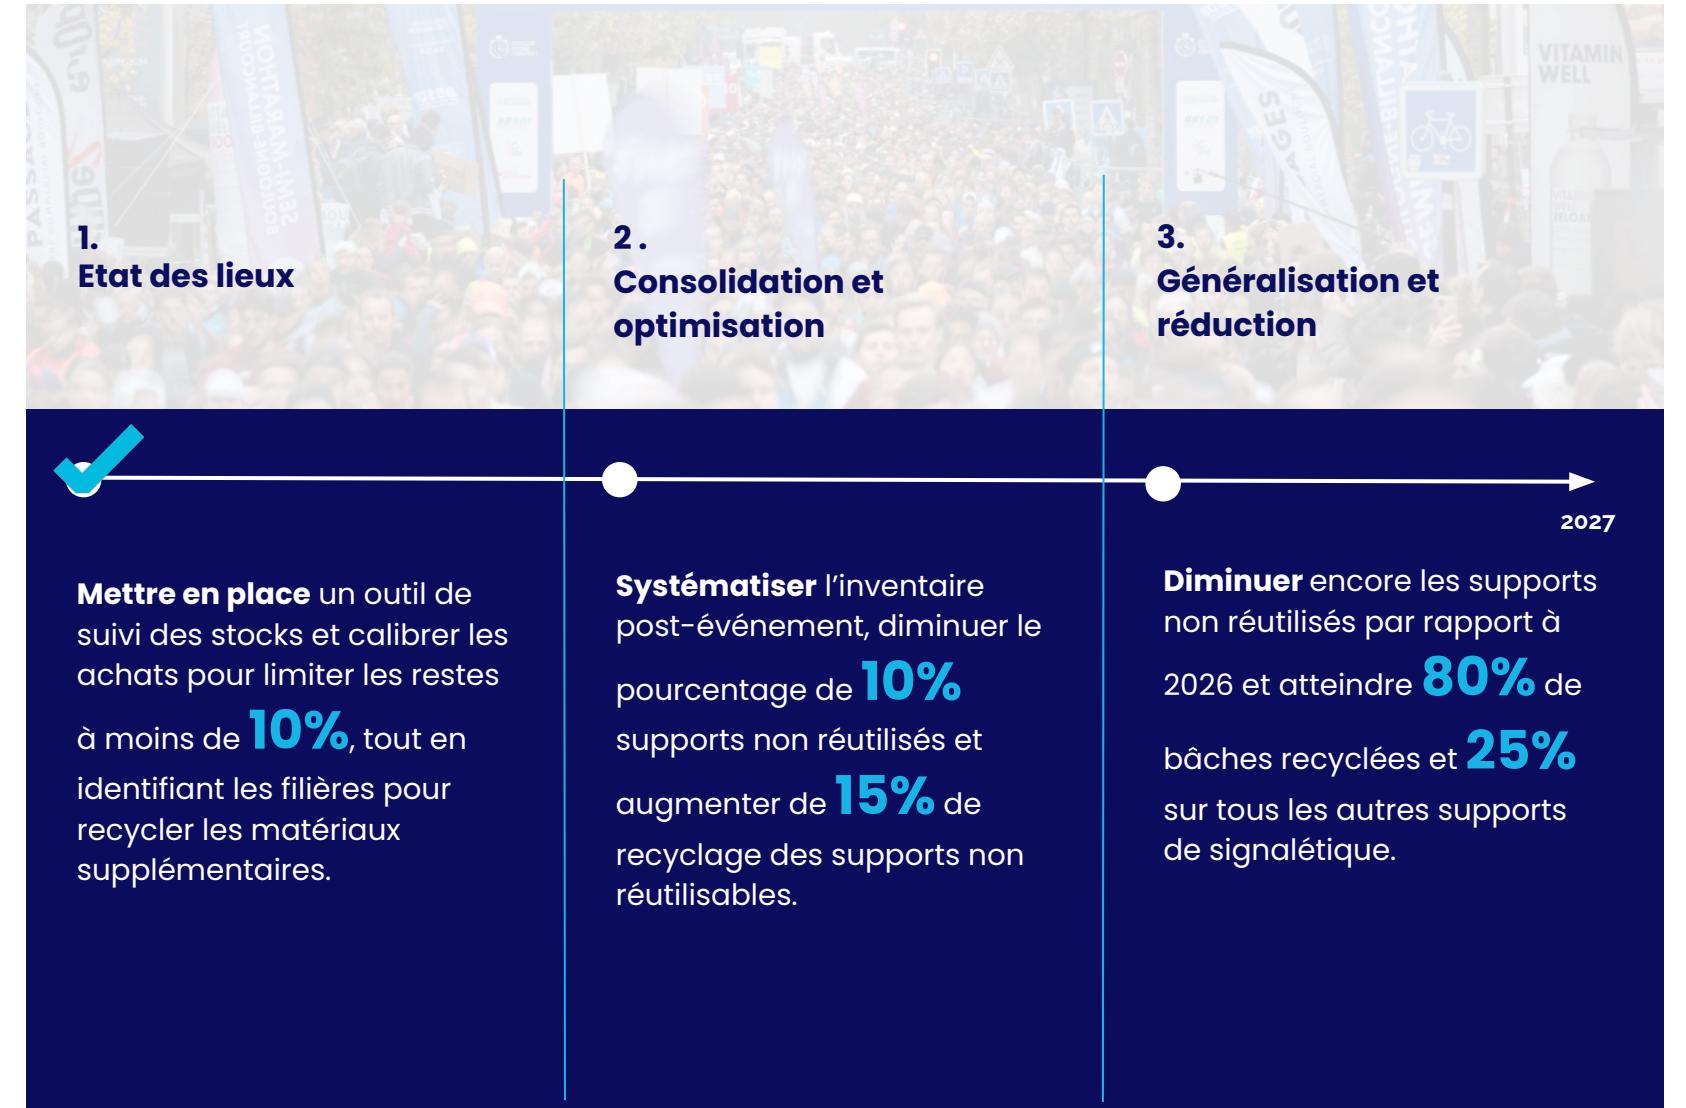 VITAMIN
WELL
SEMI-MARATHON
BOULOGNE-BILLANCOURT
1.
Etat des lieux
2 .
Consolidation et
optimisation
3.
Généralisation et
réduction
2027
Mettre en place un outil de
suivi des stocks et calibrer les
achats pour limiter les restes
à moins de 10%, tout en
identifiant les filières pour
recycler les matériaux
supplémentaires.
Systématiser l’inventaire
post-événement, diminuer le
pourcentage de 10%
supports non réutilisés et
augmenter de 15% de
recyclage des supports non
réutilisables.
Diminuer encore les supports
non réutilisés par rapport à
2026 et atteindre 80% de
bâches recyclées et 25%
sur tous les autres supports
de signalétique.